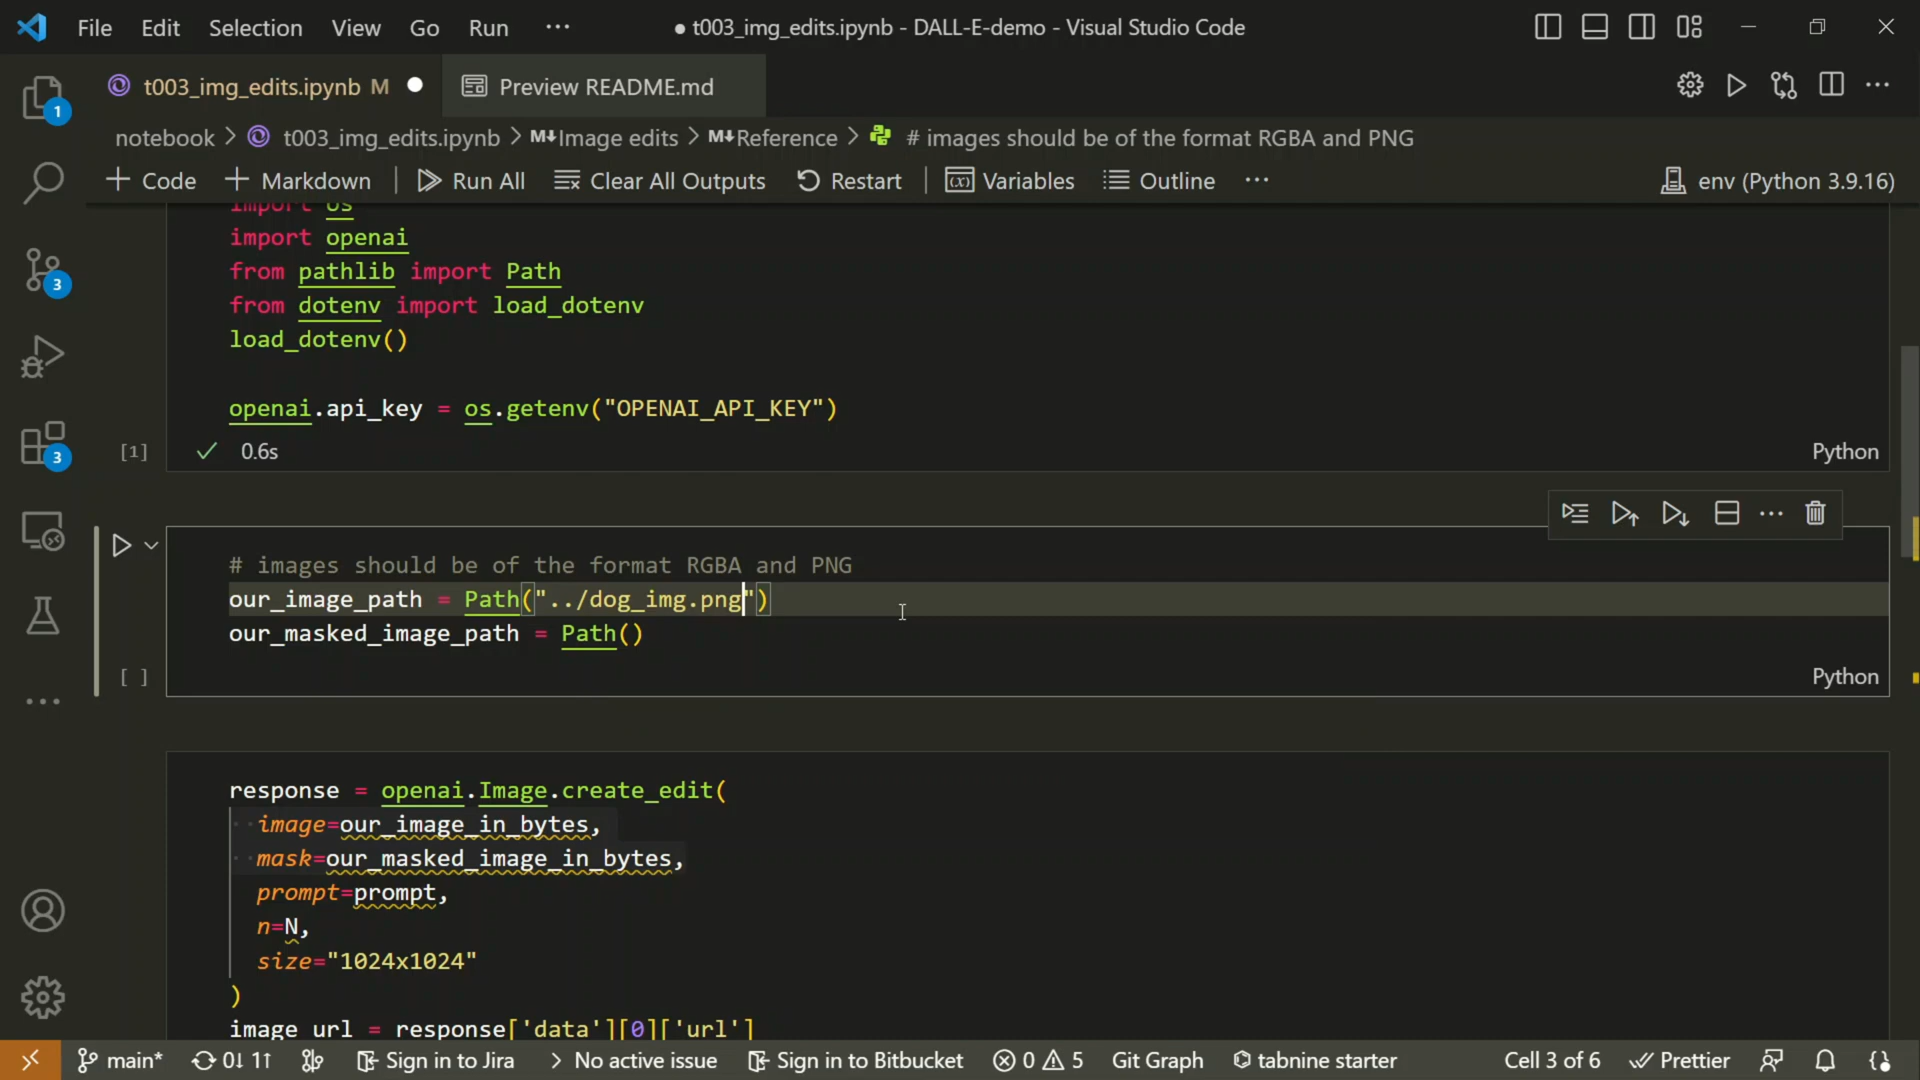 File Edit Selection View Go Run ··· ● t003_img_edits.ipynb - DALL-E-demo - Visual Studio Code
t003_img_edits.ipynb M Preview README.md
notebook > t003_img_edits.ipynb > M↓Image edits > M↓Reference > # images should be of the format RGBA and PNG
+ Code + Markdown | Run All Clear All Outputs Restart | Variables Outline ··· env (Python 3.9.16)
import os
import openai
from pathlib import Path
from dotenv import load_dotenv
load_dotenv()
openai.api_key = os.getenv("OPENAI_API_KEY")
[1] ✓ 0.6s Python
# images should be of the format RGBA and PNG
our_image_path = Path("../dog_img.png")
our_masked_image_path = Path()
[ ] Python
response = openai.Image.create_edit(
image=our_image_in_bytes,
mask=our_masked_image_in_bytes,
prompt=prompt,
n=N,
size="1024x1024"
)
image_url = response['data'][0]['url']
1
3
3
main* 0↓ 1↑ Sign in to Jira > No active issue Sign in to Bitbucket 0 5 Git Graph tabnine starter Cell 3 of 6 Prettier